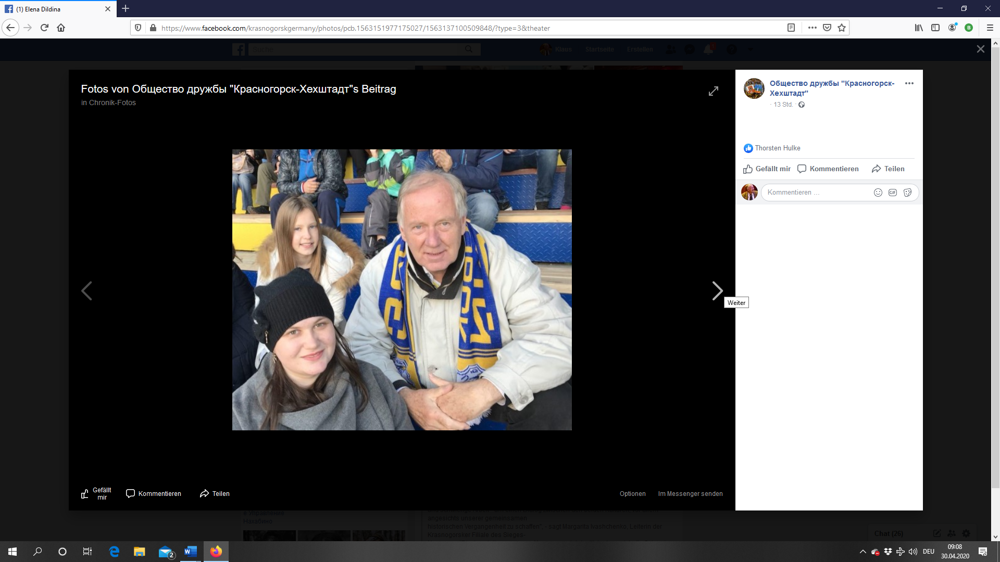 (1) Elena Dildina
https://www.facebook.com/krasnogorskgermany/photos/pcb.1563151977175027/1563137100509848/?type=3&theater
B
Suche
Klaus
Startseite
Erstellen
Fotos von Общество дружбы "Красногорск-Хехштадт"s Beitrag
in Chronik-Fotos
Общество дружбы "Красногорск-
Хехштадт"
· 13 Std. ·
Thorsten Hulke
Gefällt mir
Kommentieren
Teilen
Kommentieren …
GIF
Weiter
Gefällt
mir
Kommentieren
Teilen
Optionen
Im Messenger senden
е Управление
Нахабино
angesichts unserer gemeinsamen
historischen Vergangenheit zu schaffen", - sagt Margarita Ivashchenko, Leiterin der
Krasnogorsker Filiale des Sieges-
Chat (26)
2
DEU
09:08
30.04.2020